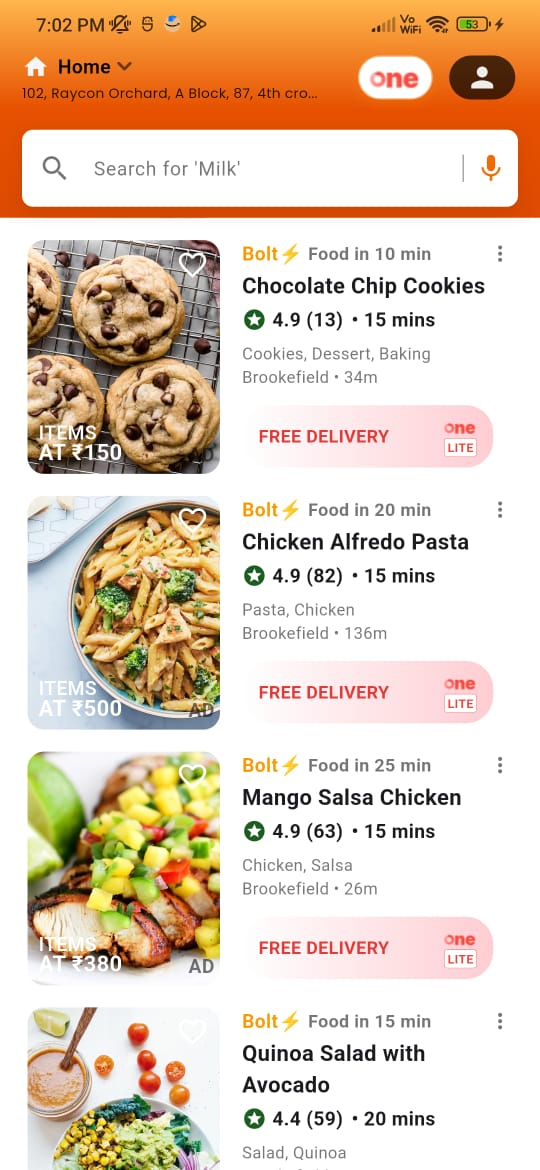 7:02 PM
Vo
WiFi
53
Home
102, Raycon Orchard, A Block, 87, 4th cro...
one
Search for 'Milk'
Bolt⚡ Food in 10 min
Chocolate Chip Cookies
4.9 (13) • 15 mins
Cookies, Dessert, Baking
Brookefield • 34m
ITEMS
AT ₹150
AD
FREE DELIVERY
one
LITE
Bolt⚡ Food in 20 min
Chicken Alfredo Pasta
4.9 (82) • 15 mins
Pasta, Chicken
Brookefield • 136m
ITEMS
AT ₹500
AD
FREE DELIVERY
one
LITE
Bolt⚡ Food in 25 min
Mango Salsa Chicken
4.9 (63) • 15 mins
Chicken, Salsa
Brookefield • 26m
ITEMS
AT ₹380
AD
FREE DELIVERY
one
LITE
Bolt⚡ Food in 15 min
Quinoa Salad with
Avocado
4.4 (59) • 20 mins
Salad, Quinoa